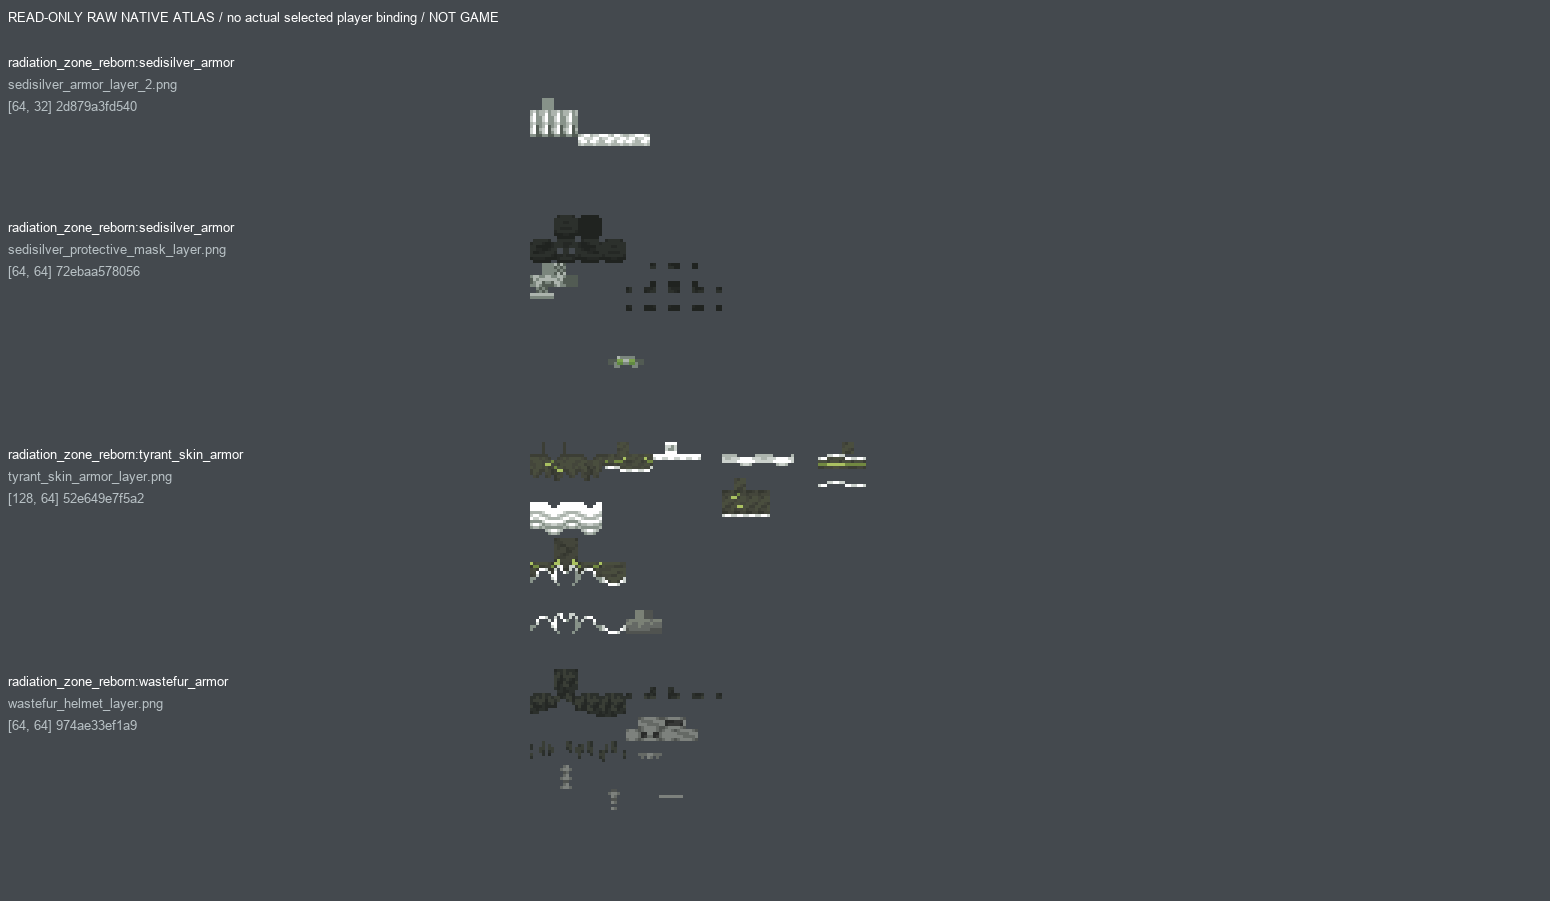 READ-ONLY RAW NATIVE ATLAS / no actual selected player binding / NOT GAME
radiation_zone_reborn:sedisilver_armor
sedisilver_armor_layer_2.png
[64, 32] 2d879a3fd540
radiation_zone_reborn:sedisilver_armor
sedisilver_protective_mask_layer.png
[64, 64] 72ebaa578056
radiation_zone_reborn:tyrant_skin_armor
tyrant_skin_armor_layer.png
[128, 64] 52e649e7f5a2
radiation_zone_reborn:wastefur_armor
wastefur_helmet_layer.png
[64, 64] 974ae33ef1a9